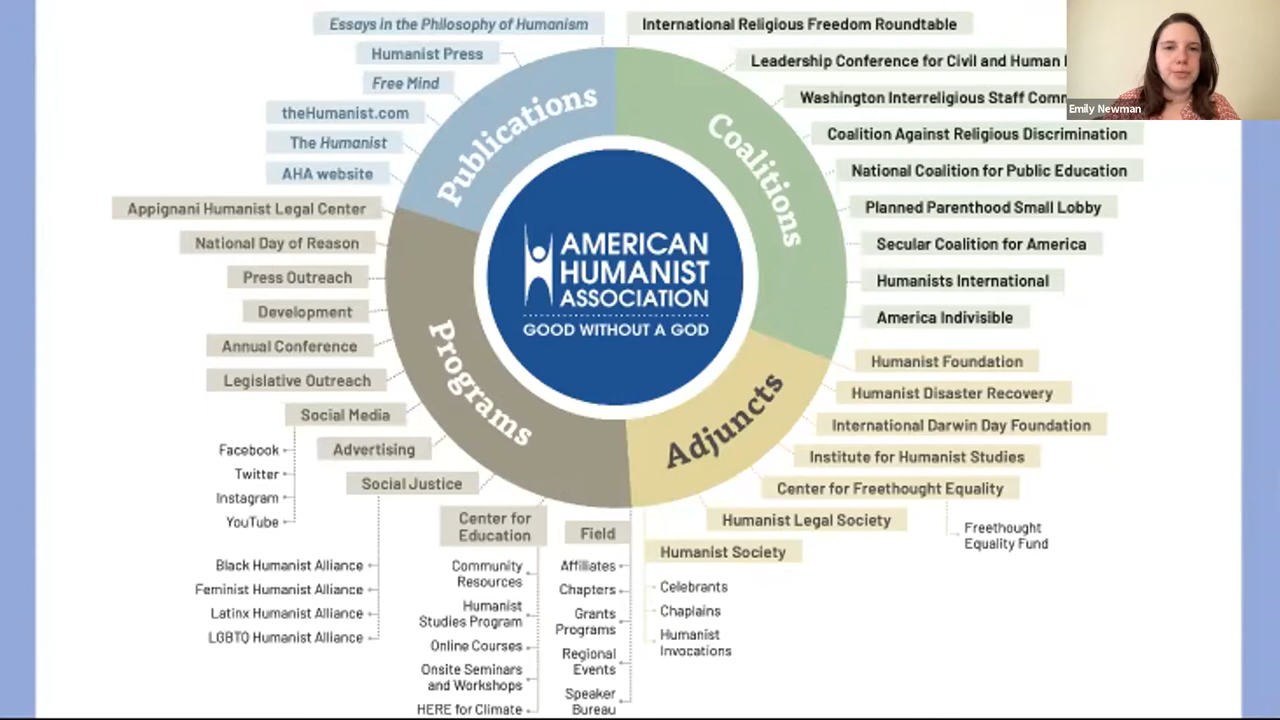 Essays in the Philosophy of Humanism
Humanist Press
Free Mind
theHumanist.com
The Humanist
AHA website
Publications
International Religious Freedom Roundtable
Leadership Conference for Civil and Human
Washington Interreligious Staff
Coalition Against Religious Discrimination
National Coalition for Public Education
Planned Parenthood Small Lobby
Secular Coalition for America
Humanists International
America Indivisible
Coalitions
Emily Newman
AMERICAN
HUMANIST
ASSOCIATION
GOOD WITHOUT A GOD
Appignani Humanist Legal Center
National Day of Reason
Press Outreach
Development
Annual Conference
Legislative Outreach
Social Media
Facebook
Twitter
Instagram
YouTube
Advertising
Social Justice
Black Humanist Alliance
Feminist Humanist Alliance
Latinx Humanist Alliance
LGBTQ Humanist Alliance
Programs
Center for
Education
Community
Resources
Humanist
Studies Program
Online Courses
Onsite Seminars
and Workshops
HERE for Climate
Field
Affiliates
Chapters
Grants
Programs
Regional
Events
Speaker
Bureau
Adjuncts
Humanist Foundation
Humanist Disaster Recovery
International Darwin Day Foundation
Institute for Humanist Studies
Center for Freethought Equality
Freethought
Equality Fund
Humanist Legal Society
Humanist Society
Celebrants
Chaplains
Humanist
Invocations